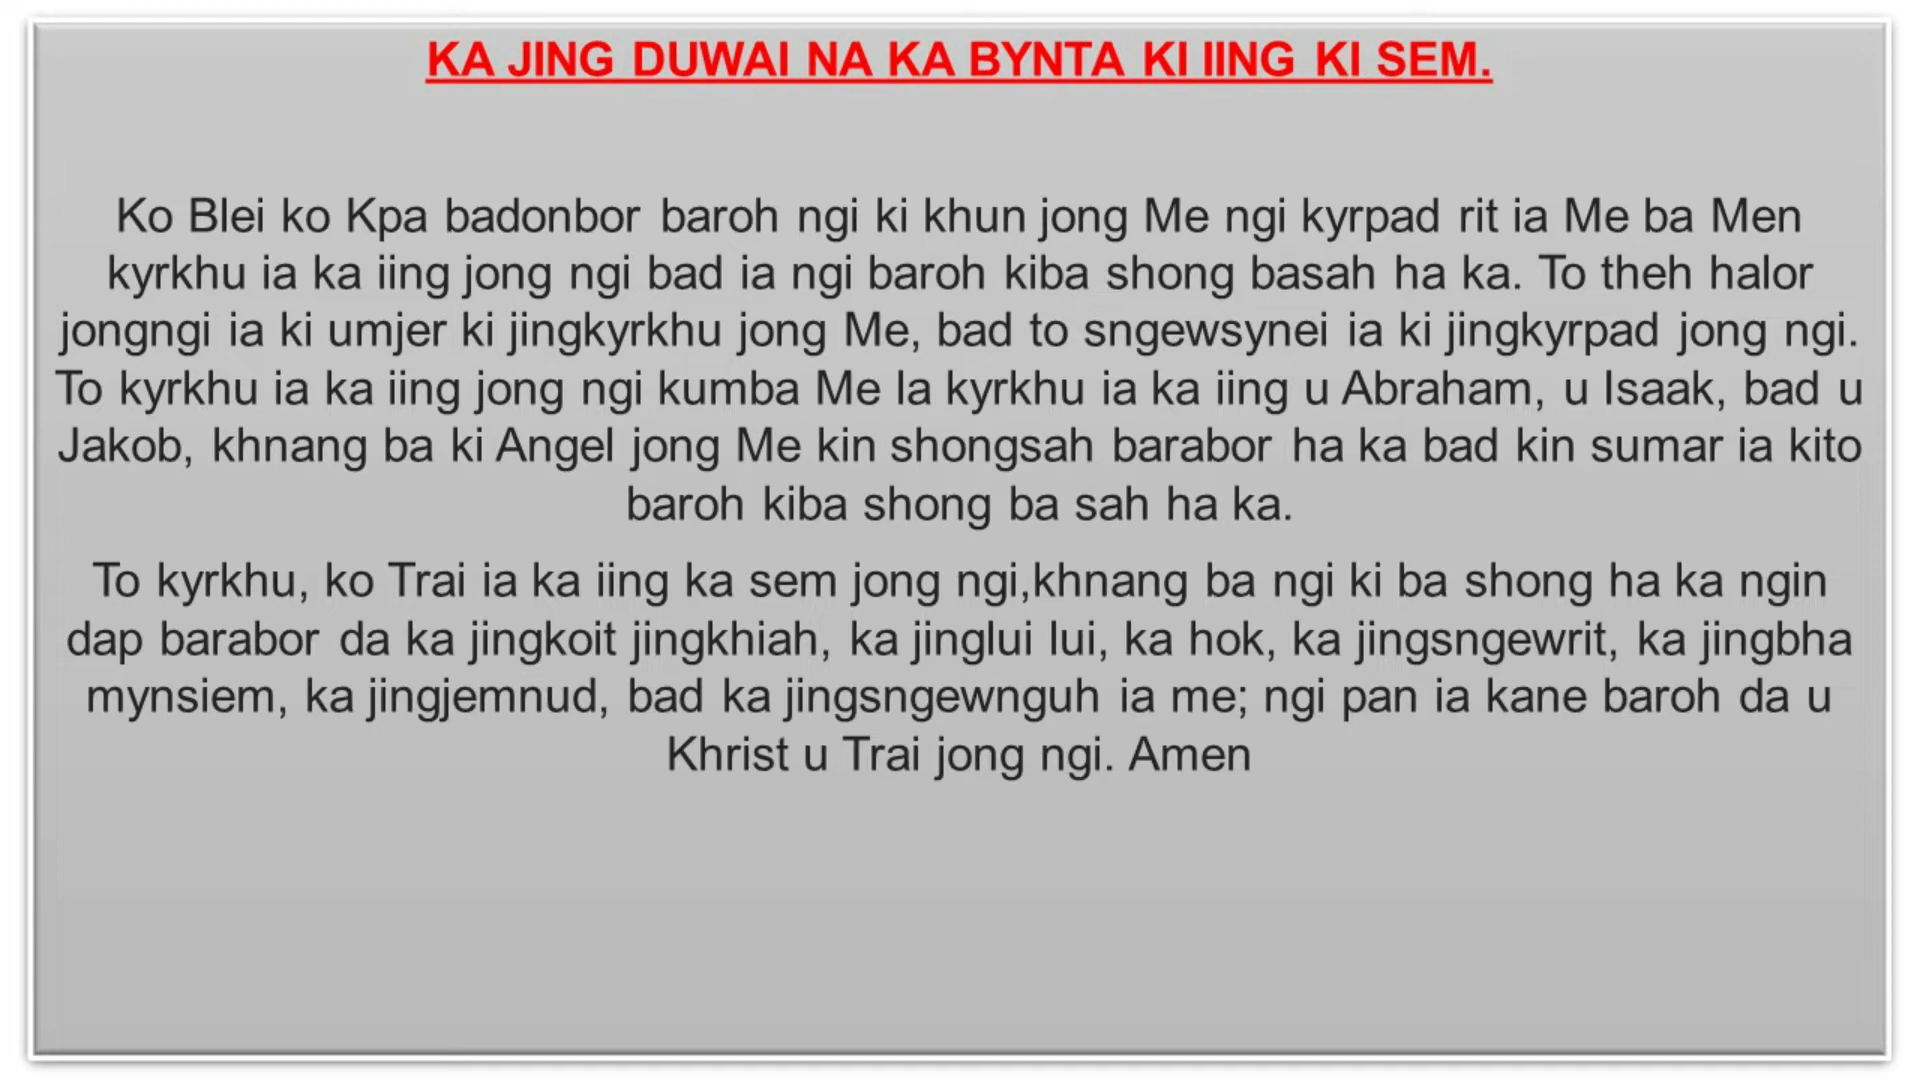 KA JING DUWAI NA KA BYNTA KI IING KI SEM.
Ko Blei ko Kpa badonbor baroh ngi ki khun jong Me ngi kyrpad rit ia Me ba Men
kyrkhu ia ka iing jong ngi bad ia ngi baroh kiba shong basah ha ka. To theh halor
jongngi ia ki umjer ki jingkyrkhu jong Me, bad to sngewsynei ia ki jingkyrpad jong ngi.
To kyrkhu ia ka iing jong ngi kumba Me la kyrkhu ia ka iing u Abraham, u Isaak, bad u
Jakob, khnang ba ki Angel jong Me kin shongsah barabor ha ka bad kin sumar ia kito
baroh kiba shong ba sah ha ka.
To kyrkhu, ko Trai ia ka iing ka sem jong ngi,khnang ba ngi ki ba shong ha ka ngin
dap barabor da ka jingkoit jingkhiah, ka jinglui lui, ka hok, ka jingsngewrit, ka jingbha
mynsiem, ka jingjemnud, bad ka jingsngewnguh ia me; ngi pan ia kane baroh da u
Khrist u Trai jong ngi. Amen